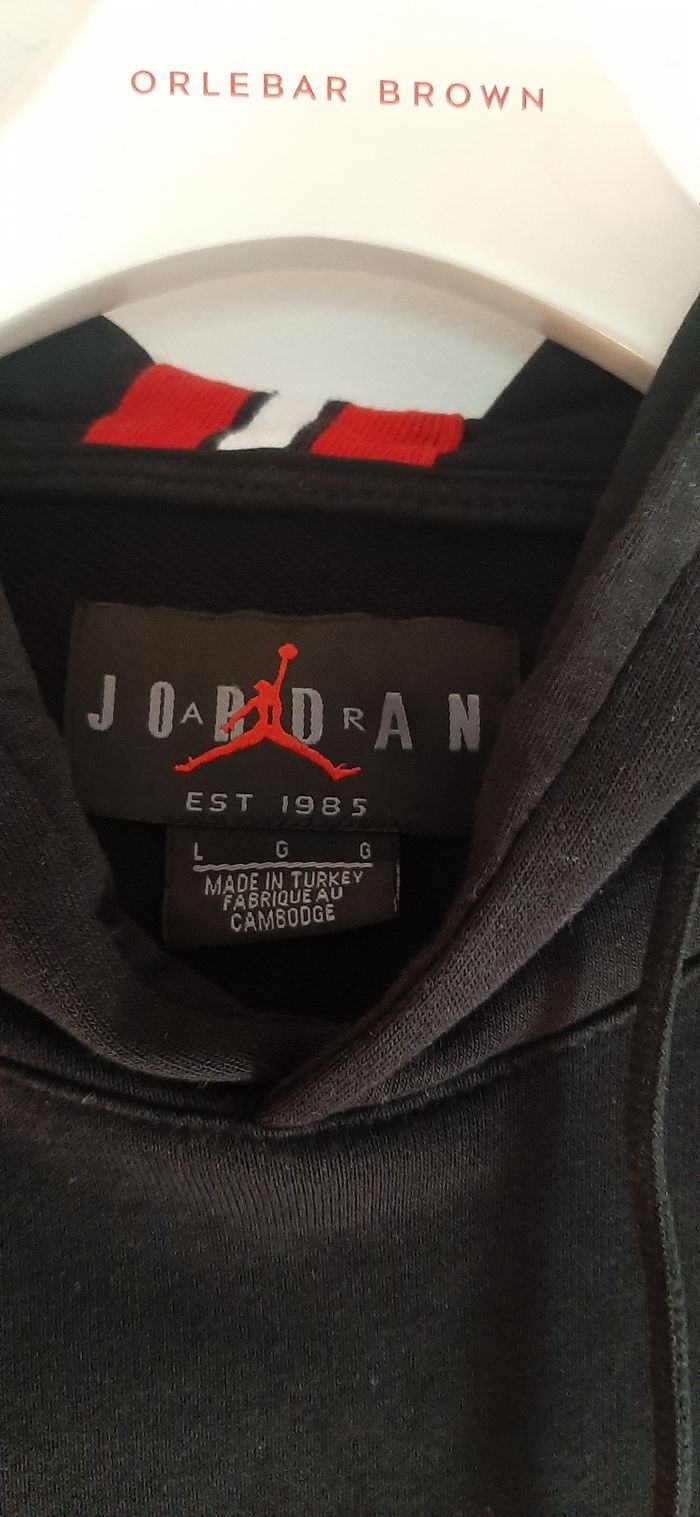 ORLEBAR BROWN
JORDAN
AIR
EST 1985
L G G
MADE IN TURKEY
FABRIQUE AU
CAMBODGE